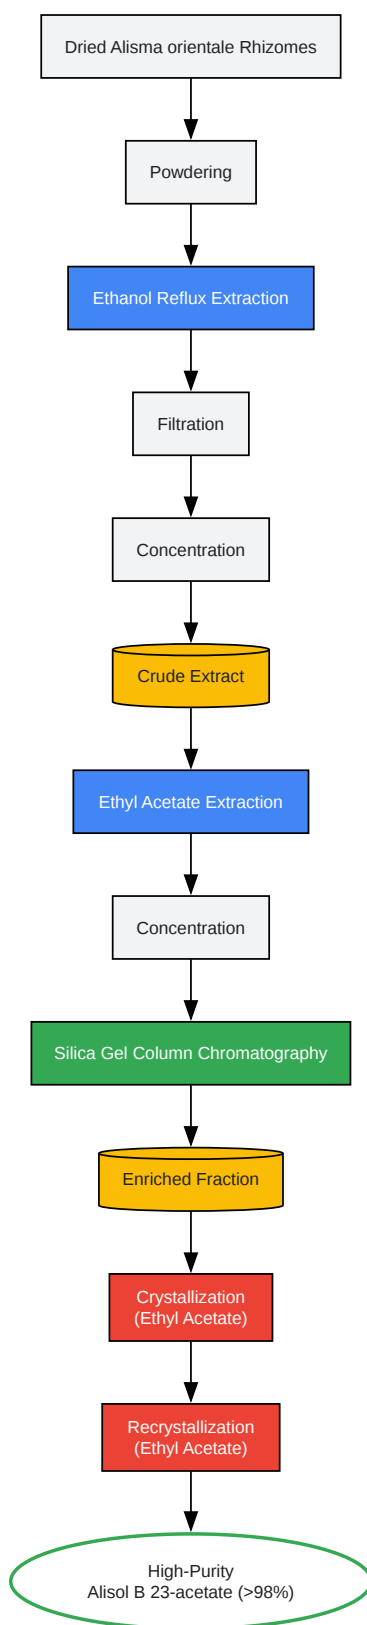 Dried Alisma orientale Rhizomes
Powdering
Ethanol Reflux Extraction
Filtration
Concentration
Crude Extract
Ethyl Acetate Extraction
Concentration
Silica Gel Column Chromatography
Enriched Fraction
Crystallization
(Ethyl Acetate)
Recrystallization
(Ethyl Acetate)
High-Purity
Alisol B 23-acetate (>98%)